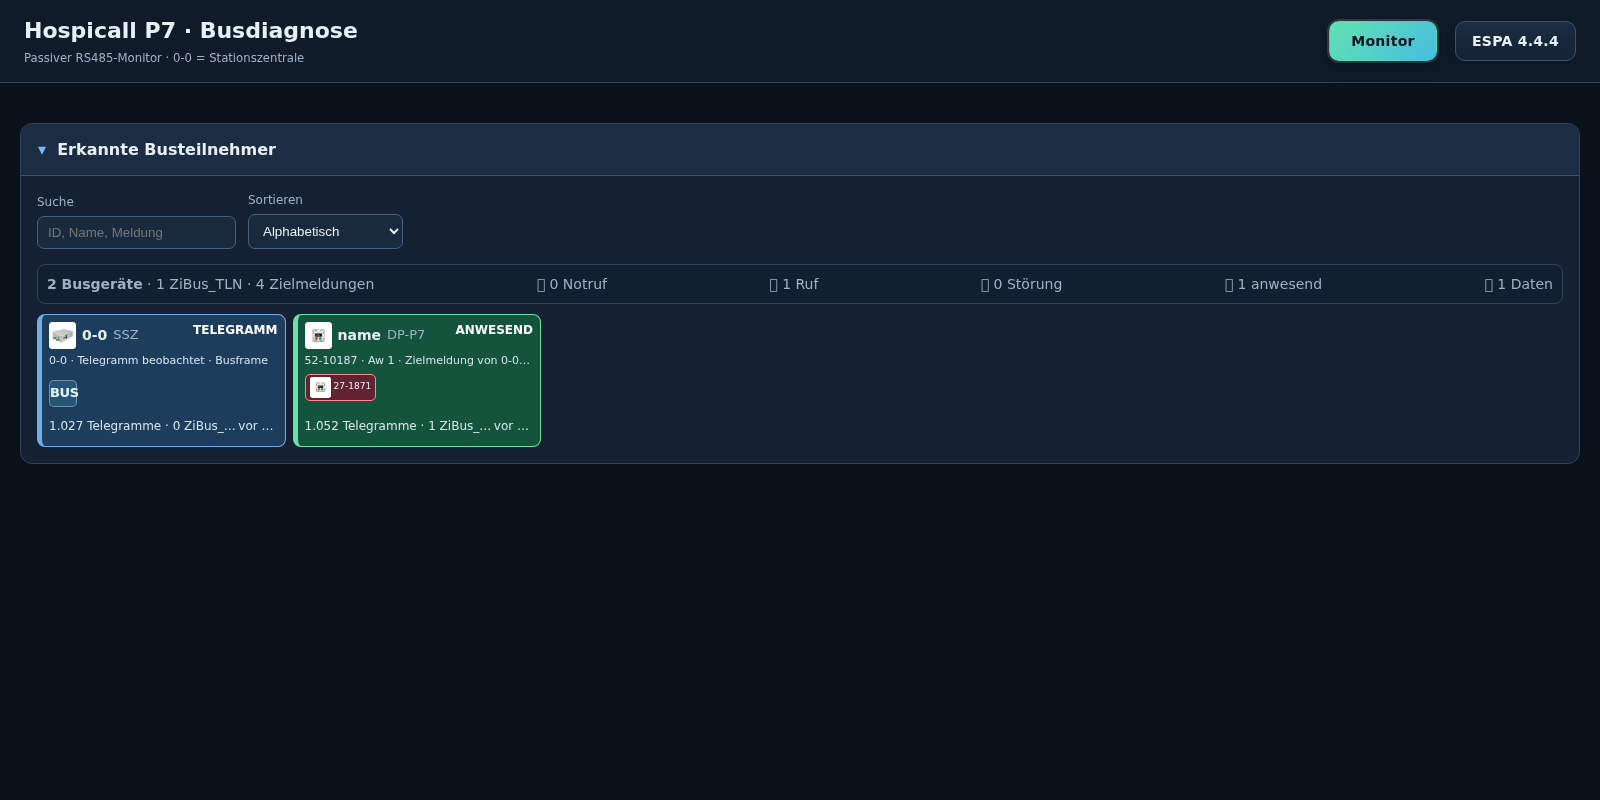 Hospicall P7 · Busdiagnose
Passiver RS485-Monitor · 0-0 = Stationszentrale
Monitor
ESPA 4.4.4
▼ Erkannte Busteilnehmer
Suche
Sortieren
ID, Name, Meldung
Alphabetisch
2 Busgeräte · 1 ZiBus_TLN · 4 Zielmeldungen
0 Notruf
1 Ruf
0 Störung
1 anwesend
1 Daten
0-0 SSZ TELEGRAMM
0-0 · Telegramm beobachtet · Busframe
BUS
1.027 Telegramme · 0 ZiBus_... vor ...
name DP-P7 ANWESEND
52-10187 · Aw 1 · Zielmeldung von 0-0...
27-1871
1.052 Telegramme · 1 ZiBus_... vor ...